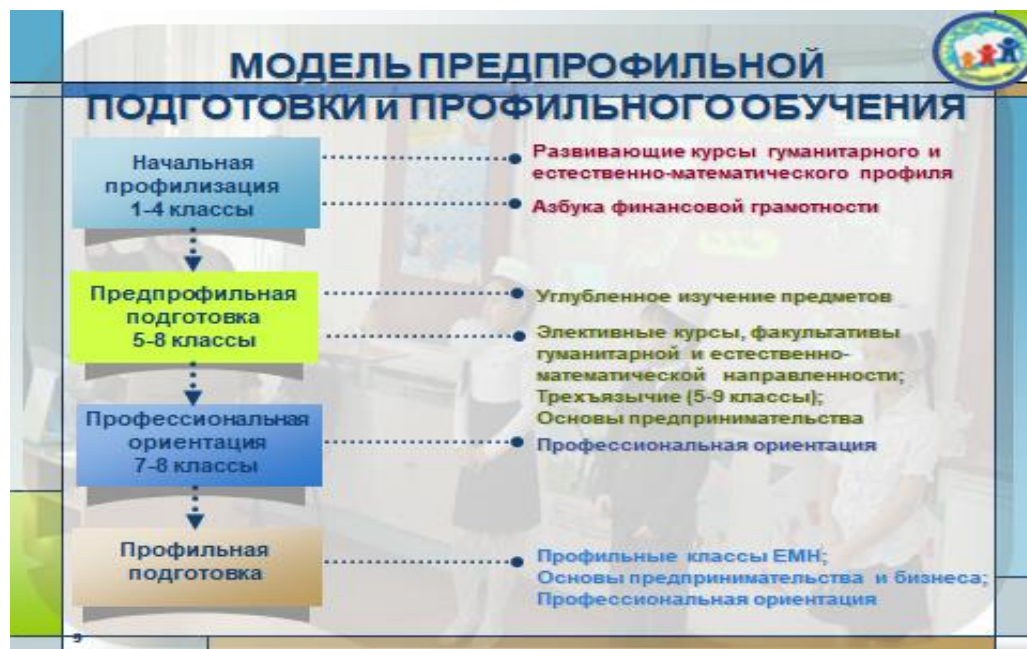 МОДЕЛЬ ПРЕДПРОФИЛЬНОЙ
ПОДГОТОВКИ и ПРОФИЛЬНОГО ОБУЧЕНИЯ
Начальная
профилизация
1-4 классы
Развивающие курсы гуманитарного и
естественно-математического профиля
Азбука финансовой грамотности
Предпрофильная
подготовка
5-8 классы
Углубленное изучение предметов
Элективные курсы, факультативы
гуманитарной и естественно-
математической направленности;
Трехъязычие (5-9 классы);
Основы предпринимательства
Профессиональная
ориентация
7-8 классы
Профессиональная ориентация
Профильная
подготовка
Профильные классы ЕМН;
Основы предпринимательства и бизнеса;
Профессиональная ориентация
9